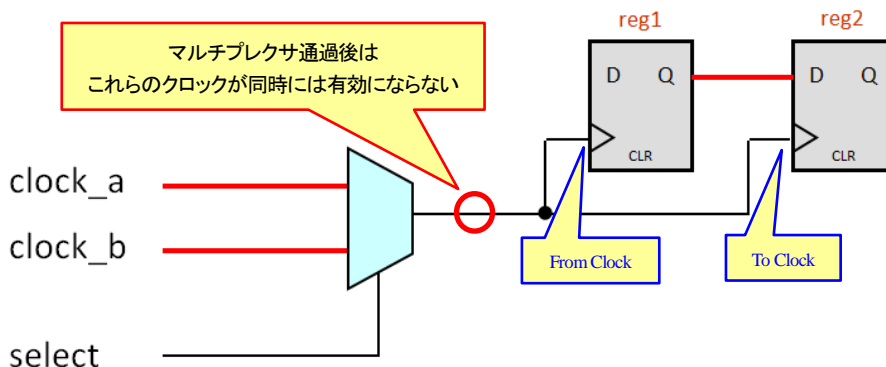 reg1
reg2
マルチプレクサ通過後は
これらのクロックが同時には有効にならない
D Q
D Q
CLR
CLR
clock_a
clock_b
From Clock
To Clock
select